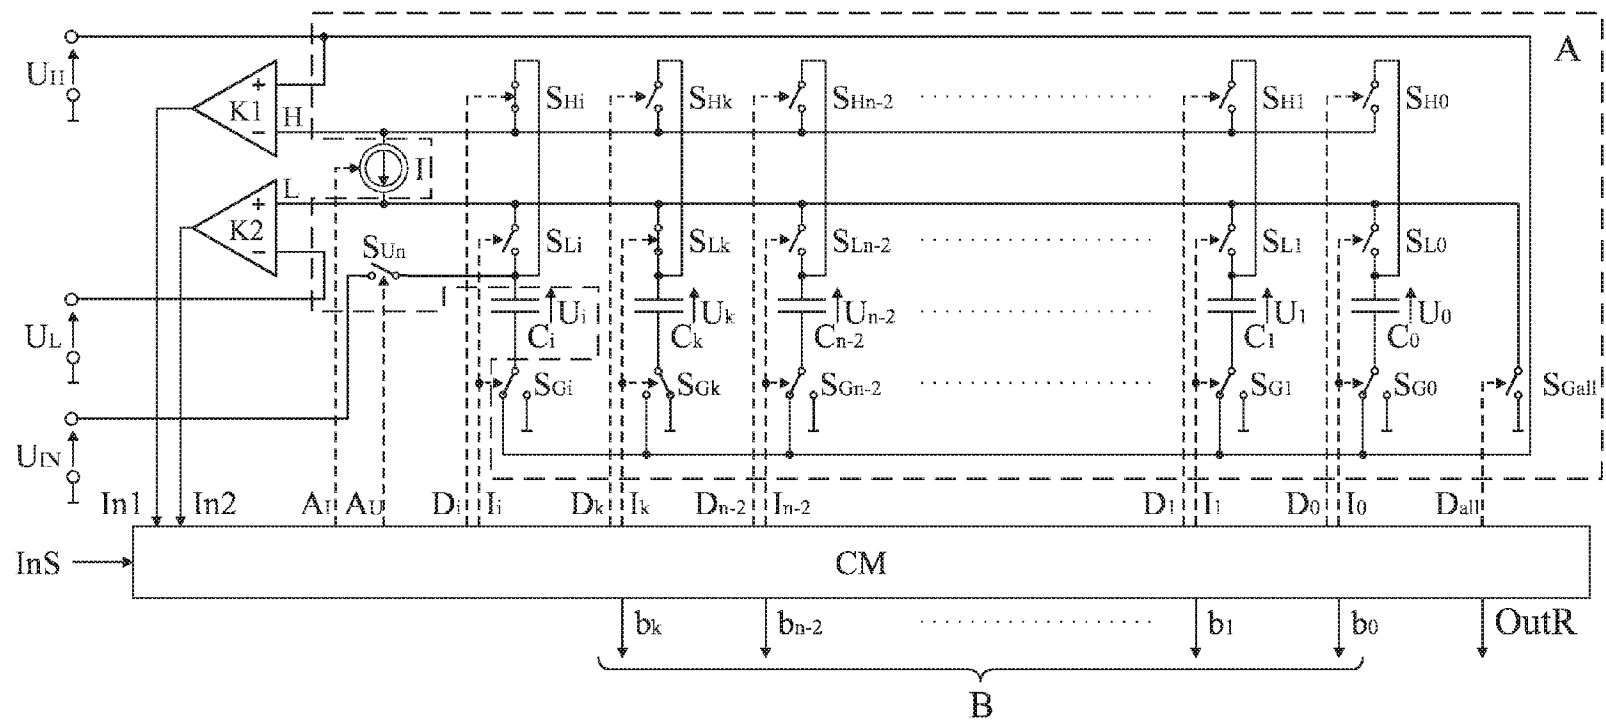 A
UH
K1
H
SHi SHk SHn-2 SH1 SH0
I
L
K2
SUn
SLi SLk SLn-2 SL1 SL0
UL
Ui Uk Un-2 U1 U0
Ci Ck Cn-2 C1 C0
SGi SGk SGn-2 SG1 SG0 SGall
UIN
In1 In2 AI AU Di Ii Dk Ik Dn-2 In-2 D1 I1 D0 I0 Dall
InS
CM
bk bn-2 b1 b0 OutR
B